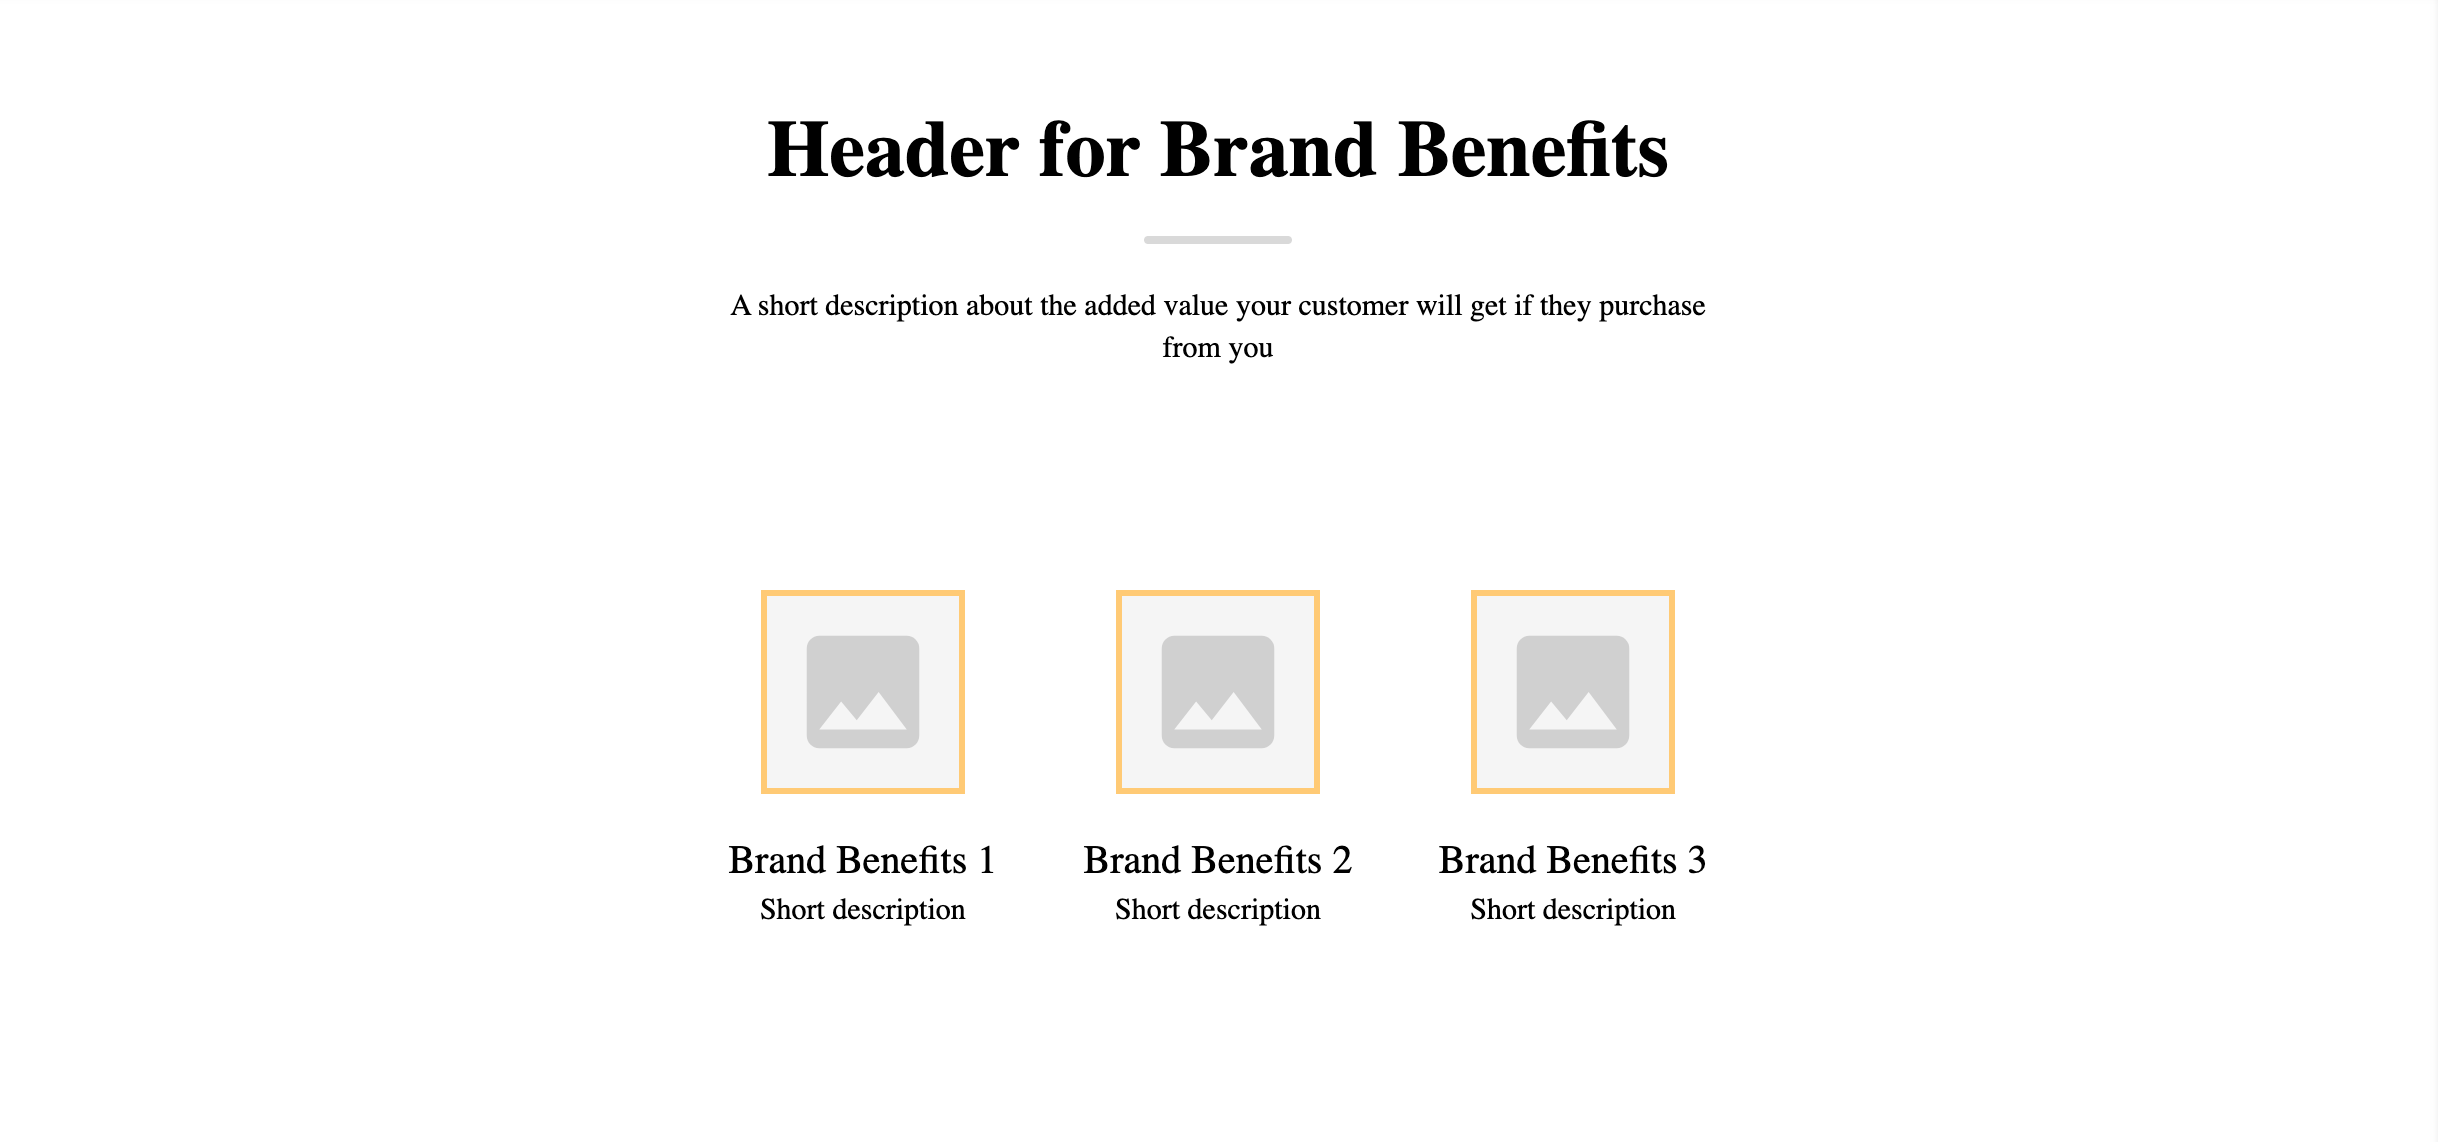 Header for Brand Benefits
A short description about the added value your customer will get if they purchase
from you
Brand Benefits 1
Short description
Brand Benefits 2
Short description
Brand Benefits 3
Short description